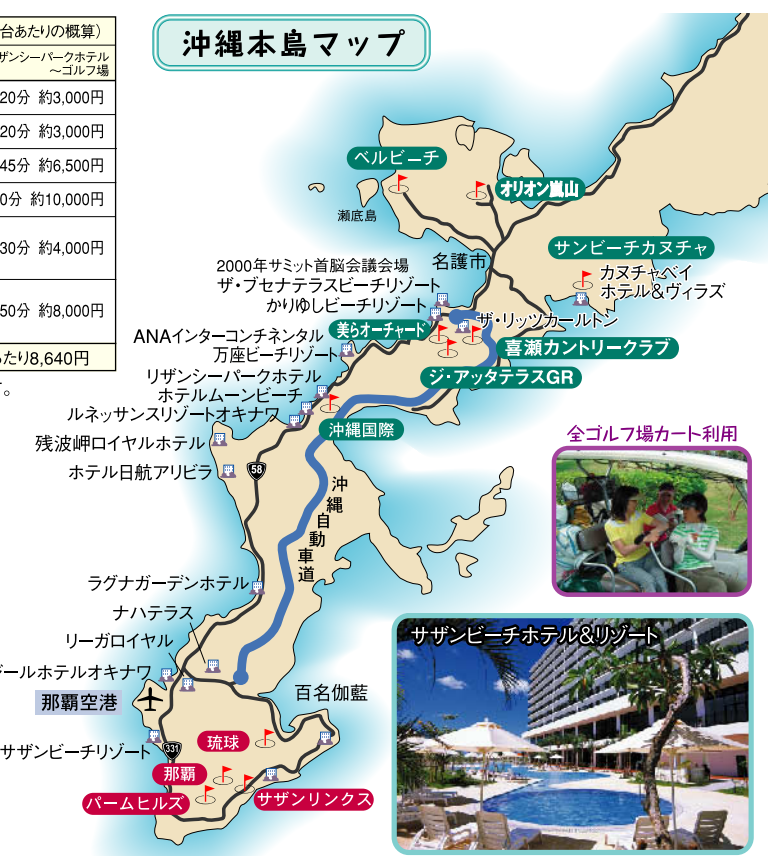 沖縄本島マップ
台あたりの概算）
ザンシーパークホテル
～ゴルフ場
20分 約3,000円
20分 約3,000円
45分 約6,500円
0分 約10,000円
30分 約4,000円
50分 約8,000円
たり8,640円
。
ベルビーチ
オリオン嵐山
瀬底島
名護市
サンビーチカヌチャ
カヌチャベイ
ホテル&ヴィラズ
2000年サミット首脳会議会場
ザ・ブセナテラスビーチリゾート
かりゆしビーチリゾート
ザ・リッツカールトン
美らオーチャード
喜瀬カントリークラブ
ANAインターコンチネンタル
万座ビーチリゾート
ジ・アッタテラスGR
リザンシーパークホテル
ホテルムーンビーチ
ルネッサンスリゾートオキナワ
沖縄国際
残波岬ロイヤルホテル
ホテル日航アリビラ
58
沖縄自動車道
全ゴルフ場カート利用
ラグナガーデンホテル
ナハテラス
リーガロイヤル
ールホテルオキナワ
那覇空港
百名伽藍
サザンビーチリゾート
331
琉球
那覇
パームヒルズ
サザンリンクス
サザンビーチホテル&リゾート